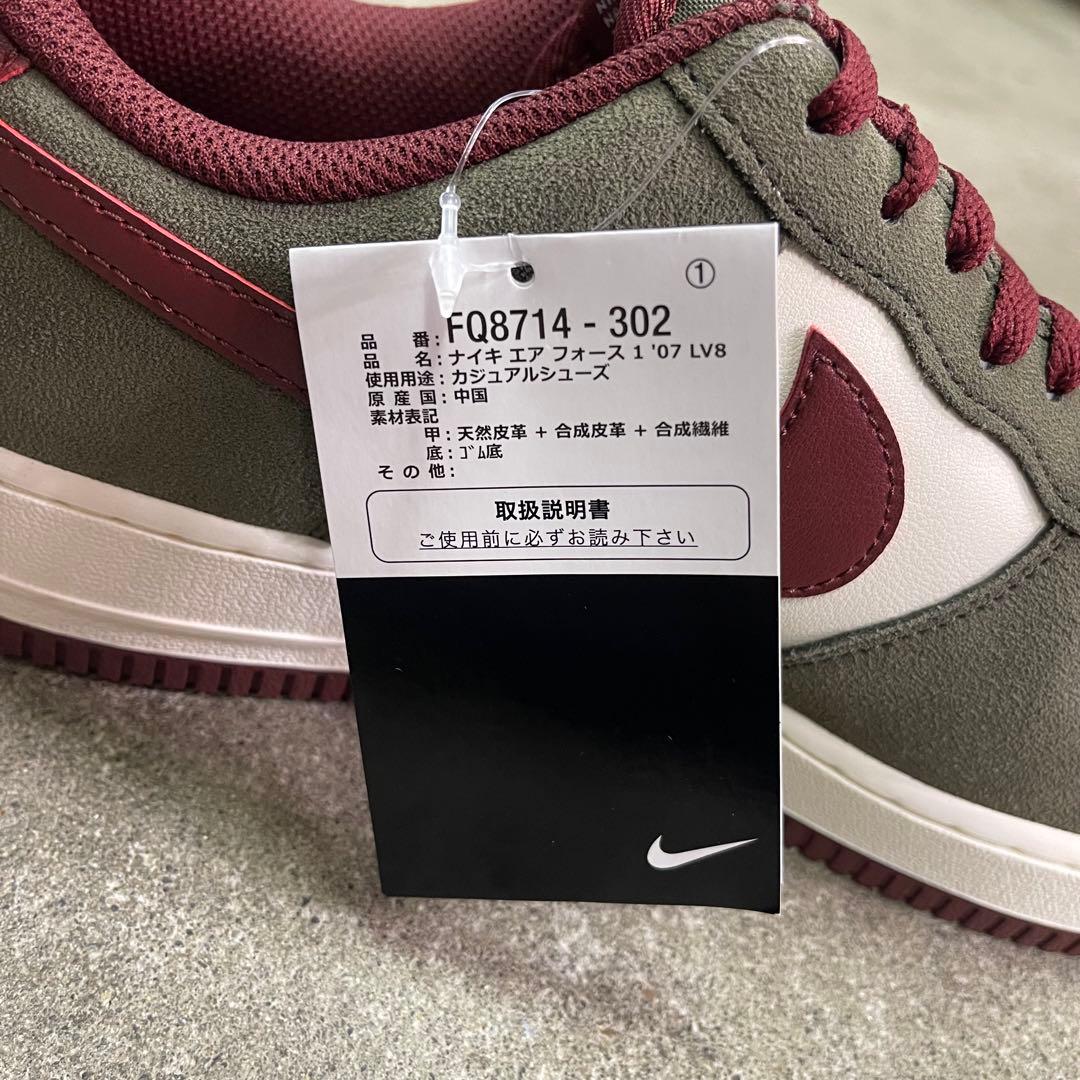 ①
品 番: FQ8714 - 302
品 名: ナイキ エア フォース 1 '07 LV8
使用用途: カジュアルシューズ
原 産 国: 中国
素材表記
甲: 天然皮革 + 合成皮革 + 合成繊維
底: ｺﾞﾑ底
そ の 他:
取扱説明書
ご使用前に必ずお読み下さい